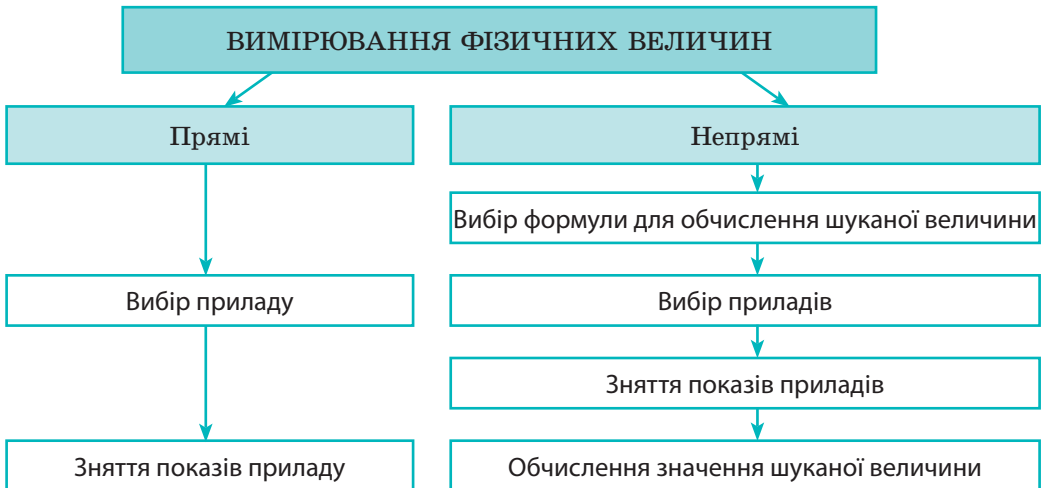 ВИМІРЮВАННЯ ФІЗИЧНИХ ВЕЛИЧИН
Прямі
Непрямі
Вибір формули для обчислення шуканої величини
Вибір приладу
Вибір приладів
Зняття показів приладів
Зняття показів приладу
Обчислення значення шуканої величини